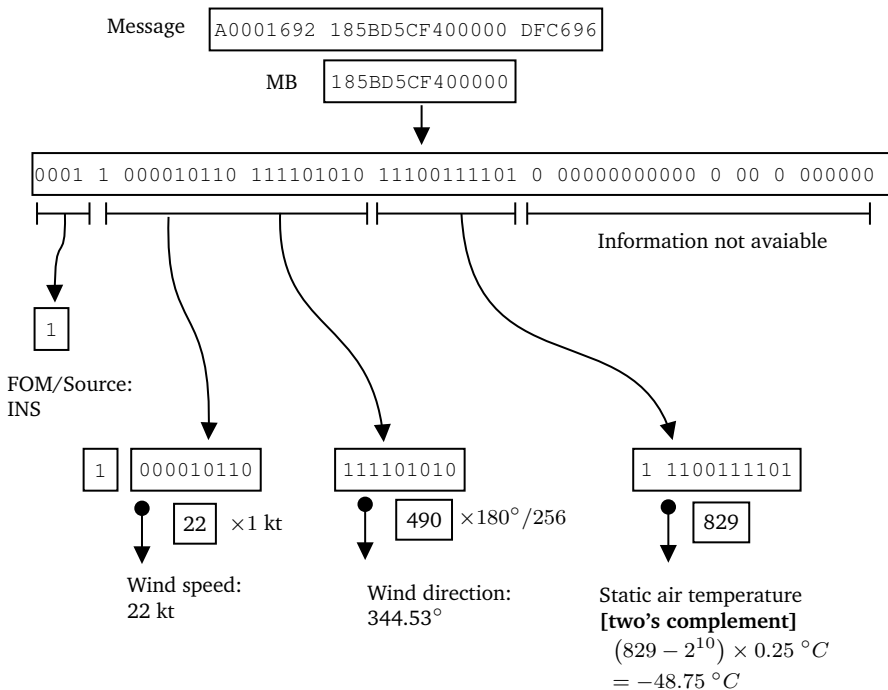 Message A0001692 185BD5CF400000 DFC696
MB 185BD5CF400000
0001 1 000010110 111101010 11100111101 0 00000000000 0 00 0 000000
Information not avaiable
1
FOM/Source:
INS
1 000010110 111101010 1 1100111101
22 ×1 kt 490 ×180°/256 829
Wind speed:
22 kt
Wind direction:
344.53°
Static air temperature
[two's complement]
(829 − 2¹⁰) × 0.25 °C
= −48.75 °C